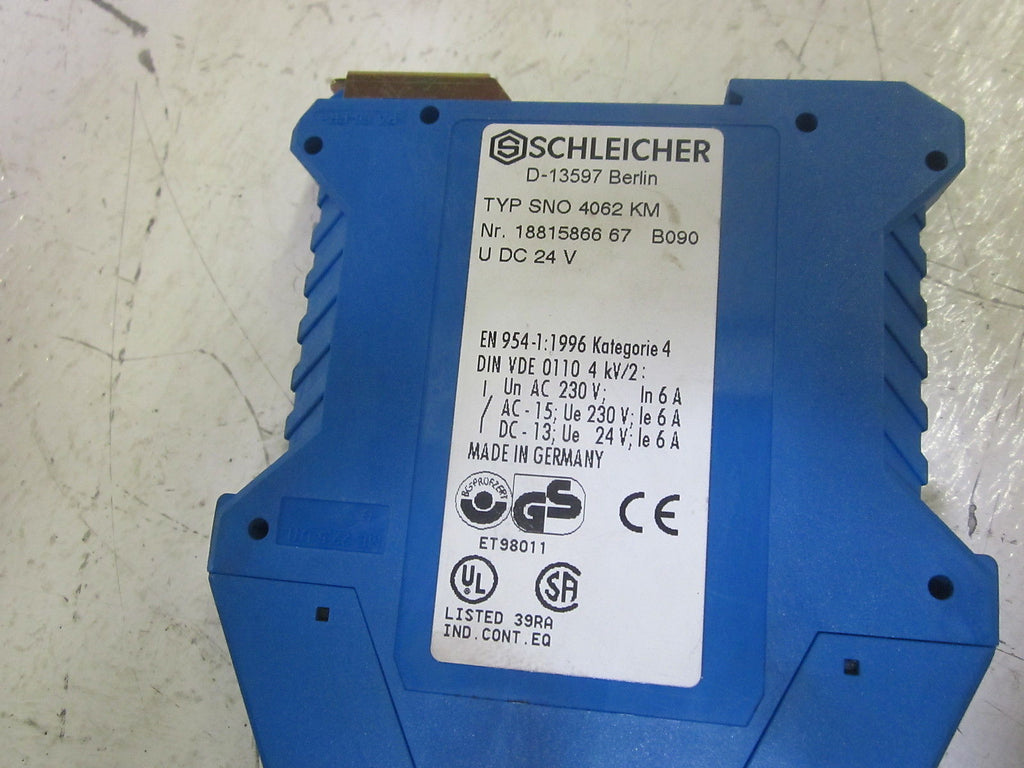 SCHLEICHER
D-13597 Berlin
TYP SNO 4062 KM
Nr. 18815866 67 B090
U DC 24 V
EN 954-1:1996 Kategorie 4
DIN VDE 0110 4 kV/2:
Un AC 230 V; In 6 A
AC - 15; Ue 230 V; Ie 6 A
DC - 13; Ue 24 V; Ie 6 A
MADE IN GERMANY
BG-PRÜFZERT
GS
CE
ET98011
UL
SA
LISTED 39RA
IND.CONT.EQ